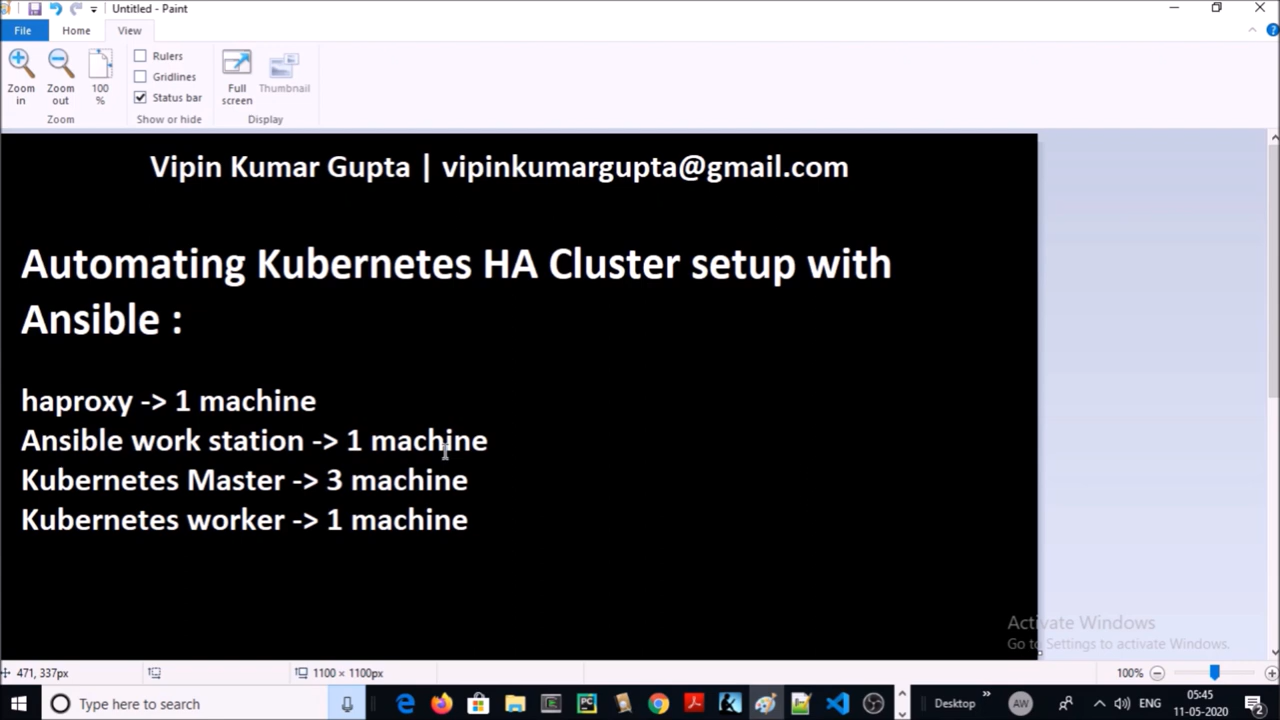 Untitled - Paint
File Home View
Rulers
Gridlines
Status bar
Zoom in
Zoom out
100 %
Full screen
Thumbnail
Zoom
Show or hide
Display
Vipin Kumar Gupta | vipinkumargupta@gmail.com
Automating Kubernetes HA Cluster setup with
Ansible :
haproxy -> 1 machine
Ansible work station -> 1 machine
Kubernetes Master -> 3 machine
Kubernetes worker -> 1 machine
Activate Windows
Go to Settings to activate Windows.
471, 337px
1100 × 1100px
100%
Type here to search
PC
Desktop
AW
ENG
05:45
11-05-2020
2